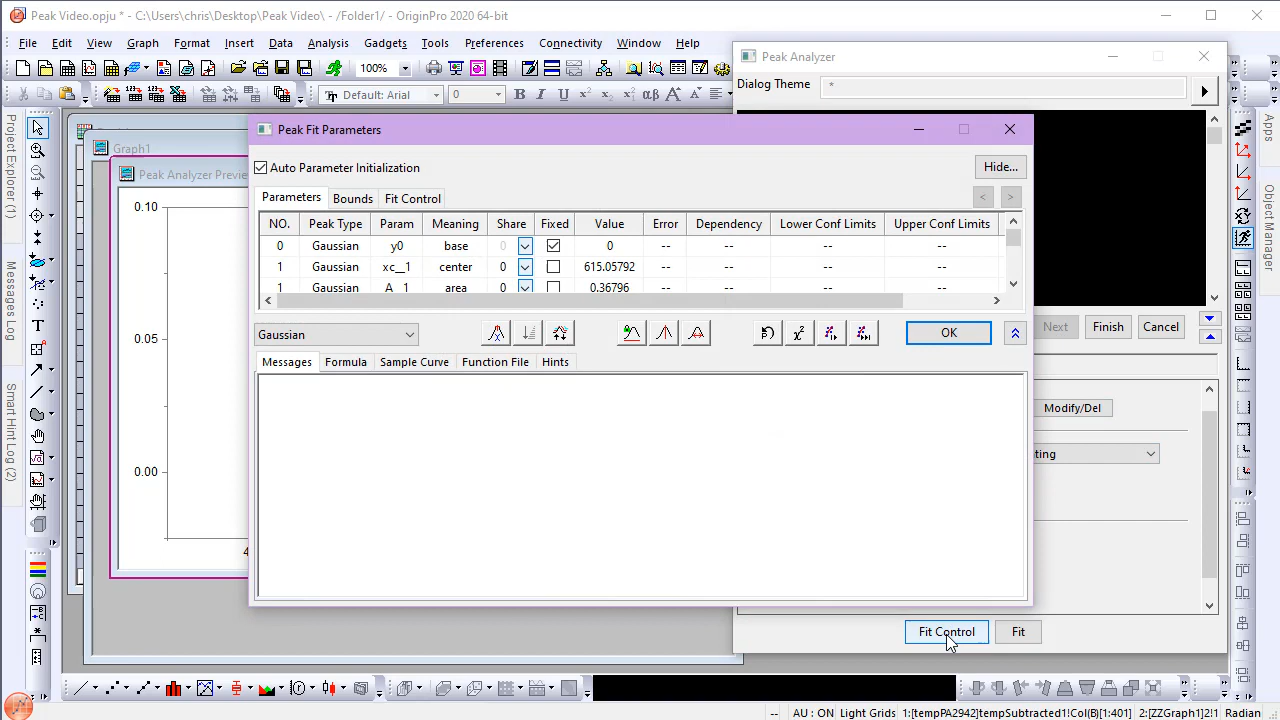 Peak Video.opju * - C:\Users\chris\Desktop\Peak Video\ - /Folder1/ - OriginPro 2020 64-bit
File Edit View Graph Format Insert Data Analysis Gadgets Tools Preferences Connectivity Window Help
100%
Default: Arial 0 B I U
Peak Analyzer
Dialog Theme *
Project Explorer (1)
Messages Log
Smart Hint Log (2)
Apps
Object Manager
Graph1
Peak Analyzer Previe
0.10
0.05
0.00
4
Peak Fit Parameters
Auto Parameter Initialization
Hide...
Parameters Bounds Fit Control
NO. Peak Type Param Meaning Share Fixed Value Error Dependency Lower Conf Limits Upper Conf Limits
0 Gaussian y0 base 0 0 -- -- -- --
1 Gaussian xc__1 center 0 615.05792 -- -- -- --
1 Gaussian A__1 area 0 0.36796 -- -- -- --
Gaussian
OK
Messages Formula Sample Curve Function File Hints
Next Finish Cancel
Modify/Del
ting
Fit Control Fit
-- AU : ON Light Grids 1:[tempPA2942]tempSubtracted1!Col(B)[1:401] 2:[ZZGraph1]2!1 Radian